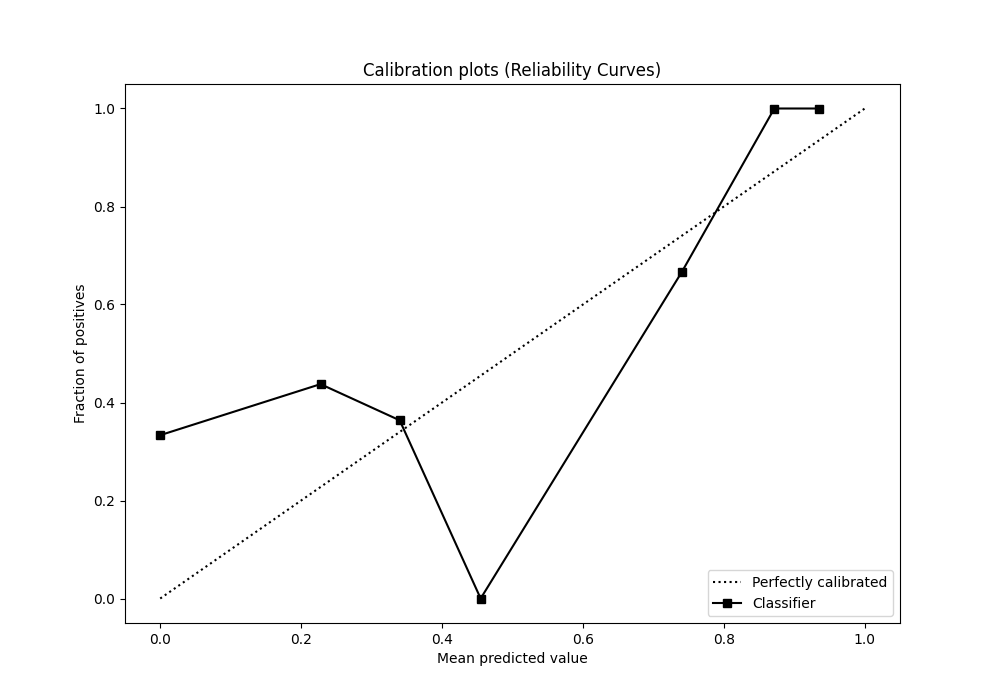 Calibration plots (Reliability Curves)
Fraction of positives
1.0
0.8
0.6
0.4
0.2
0.0
0.0 0.2 0.4 0.6 0.8 1.0
Mean predicted value
Perfectly calibrated
Classifier